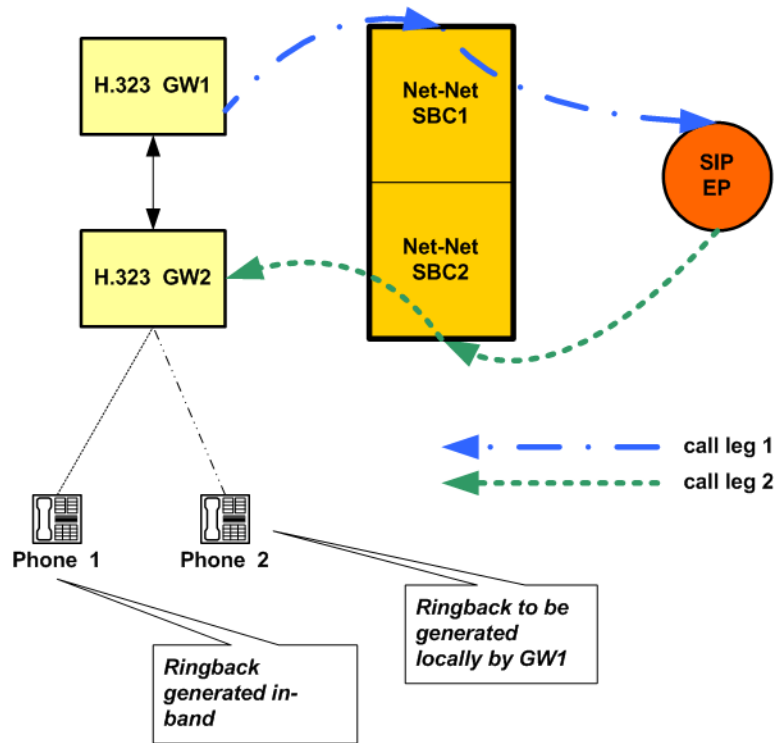 H.323 GW1
Net-Net
SBC1
SIP
EP
H.323 GW2
Net-Net
SBC2
call leg 1
call leg 2
Phone 1
Phone 2
Ringback to be
generated
locally by GW1
Ringback
generated in-
band